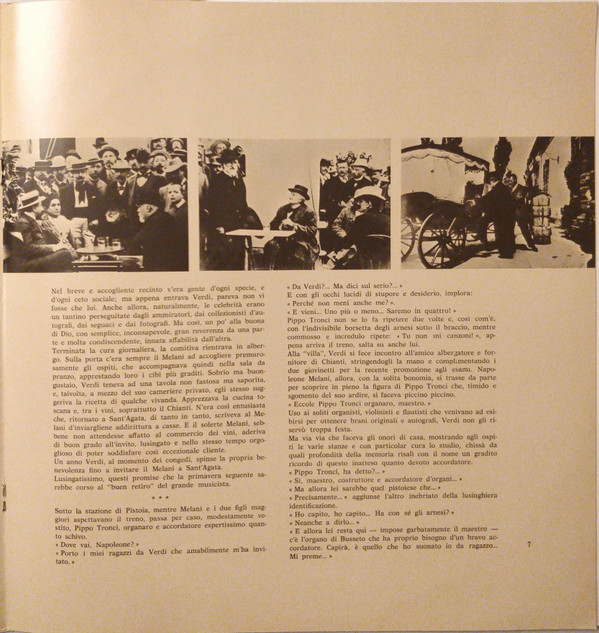 Nel breve e accogliente recinto v'era gente d'ogni specie, e
d'ogni ceto sociale; ma appena entrava Verdi, pareva non vi
fosse che lui. Anche allora, naturalmente, le celebrità erano
un tantino perseguitate dagli ammiratori, dai collezionisti d'au-
tografi, dai seguaci e dai fotografi. Ma così, un po' alla buona
di Dio, con semplice, inconsapevole, gran reverenza da una par-
te e molta condiscendente, innata affabilità dall'altra.
Terminata la cura giornaliera, la comitiva rientrava in alber-
go. Sulla porta c'era sempre il Melani ad accogliere premuro-
samente gli ospiti, che accompagnava quindi nella sala da
pranzo, apprestando loro i cibi più graditi. Sobrio ma buon-
gustaio, Verdi teneva ad una tavola non fastosa ma saporita,
e, talvolta, a mezzo del suo cameriere privato, egli stesso sug-
geriva la ricetta di qualche vivanda. Apprezzava la cucina to-
scana e, tra i vini, soprattutto il Chianti. N'era così entusiasta
che, ritornato a Sant'Agata, di tanto in tanto, scriveva al Me-
lani d'inviargliene addirittura a casse. E il solerte Melani, seb-
bene non attendesse affatto al commercio dei vini, aderiva
di buon grado all'invito, lusingato e nello stesso tempo orgo-
glioso di poter soddisfare così eccezionale cliente.
Un anno Verdi, al momento dei congedi, spinse la propria be-
nevolenza fino a invitare il Melani a Sant'Agata.
Lusingatissimo, questi promise che la primavera seguente sa-
rebbe corso al “buen retiro” del grande musicista.
* * *
Sotto la stazione di Pistoia, mentre Melani e i due figli mag-
giori aspettavano il treno, passa per caso, modestamente ve-
stito, Pippo Tronci, organaro e accordatore espertissimo quan-
to schivo.
« Dove vai, Napoleone? »
« Porto i miei ragazzi da Verdi che amabilmente m'ha invi-
tato. »
« Da Verdi?... Ma dici sul serio?... »
E con gli occhi lucidi di stupore e desiderio, implora:
« Perché non meni anche me? ».
« E vieni... Uno più o meno... Saremo in quattro! »
Pippo Tronci non se lo fa ripetere due volte e, così com'è,
con l'indivisibile borsetta degli arnesi sotto il braccio, mentre
commosso e incredulo ripete: « Tu non mi canzoni! », ap-
pena arriva il treno, salta su anche lui.
Alla “villa”, Verdi si fece incontro all'amico albergatore e for-
nitore di Chianti, stringendogli la mano e complimentando i
due giovinetti per la recente promozione agli esami. Napo-
leone Melani, allora, con la solita bonomia, si trasse da parte
per scoprire in pieno la figura di Pippo Tronci che, timido e
sgomento del suo ardire, si faceva piccino piccino.
« Eccole Pippo Tronci organaro, maestro. »
Uso ai soliti organisti, violinisti e flautisti che venivano ad esi-
birsi per ottenere brani originali e autografi, Verdi non gli ri-
servò troppa festa.
Ma via via che faceva gli onori di casa, mostrando agli ospi-
ti le varie stanze e con particolar cura lo studio, chissà da
quali profondità della memoria risalì con il nome un gradito
ricordo di questo inatteso quanto devoto accordatore.
« Pippo Tronci, ha detto?... »
« Sì, maestro, costruttore e accordatore d'organi... »
« Ma allora lei sarebbe quel pistoiese che... »
« Precisamente... » aggiunse l'altro inebriato della lusinghiera
identificazione.
« Ho capito, ho capito... Ha con sé gli arnesi? »
« Neanche a dirlo... »
« E allora lei resta qui — impose garbatamente il maestro —
c'è l'organo di Busseto che ha proprio bisogno d'un bravo ac-
cordatore. Capirà, è quello che ho suonato io da ragazzo...
Mi preme... »
7